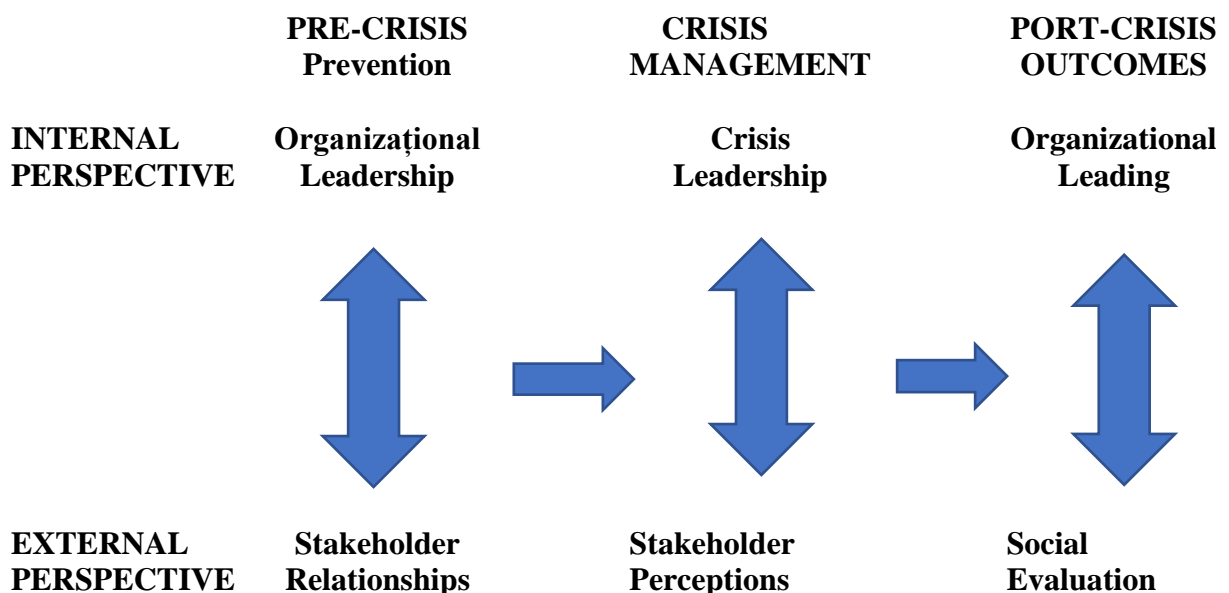 PRE-CRISIS CRISIS PORT-CRISIS
Prevention MANAGEMENT OUTCOMES
INTERNAL Organizațional Crisis Organizational
PERSPECTIVE Leadership Leadership Leading
EXTERNAL Stakeholder Stakeholder Social
PERSPECTIVE Relationships Perceptions Evaluation